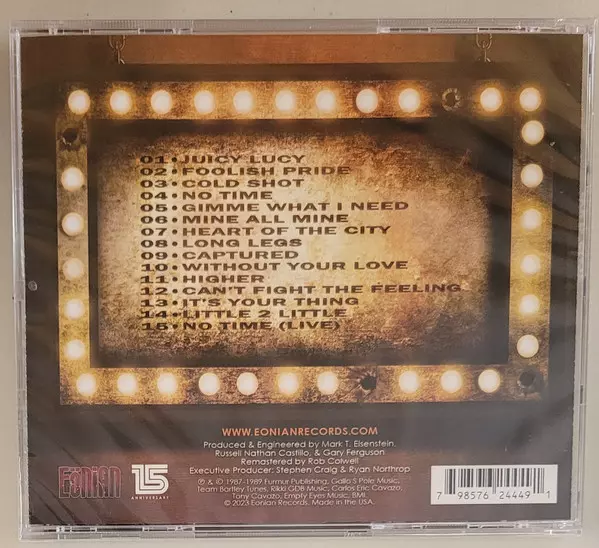 01 • JUICY LUCY
02 • FOOLISH PRIDE
03 • COLD SHOT
04 • NO TIME
05 • GIMME WHAT I NEED
06 • MINE ALL MINE
07 • HEART OF THE CITY
08 • LONG LEGS
09 • CAPTURED
10 • WITHOUT YOUR LOVE
11 • HIGHER
12 • CAN'T FIGHT THE FEELING
13 • IT'S YOUR THING
14 • LITTLE 2 LITTLE
15 • NO TIME (LIVE)
WWW.EONIANRECORDS.COM
Produced & Engineered by Mark T. Eisenstein,
Russell Nathan Castillo, & Gary Ferguson
Remastered by Rob Colwell
Executive Producer: Stephen Craig & Ryan Northrop
Eönian
15
ANNIVERSARY
℗ & © 1987-1989 Furmur Publishing, Gallo S Pole Music,
Team Bartley Tunes, Rikki GDB Music, Carlos Eric Cavazo,
Tony Cavazo, Empty Eyes Music, BMI.
© 2023 Eonian Records. Made in the USA.
7 98576 24449 1